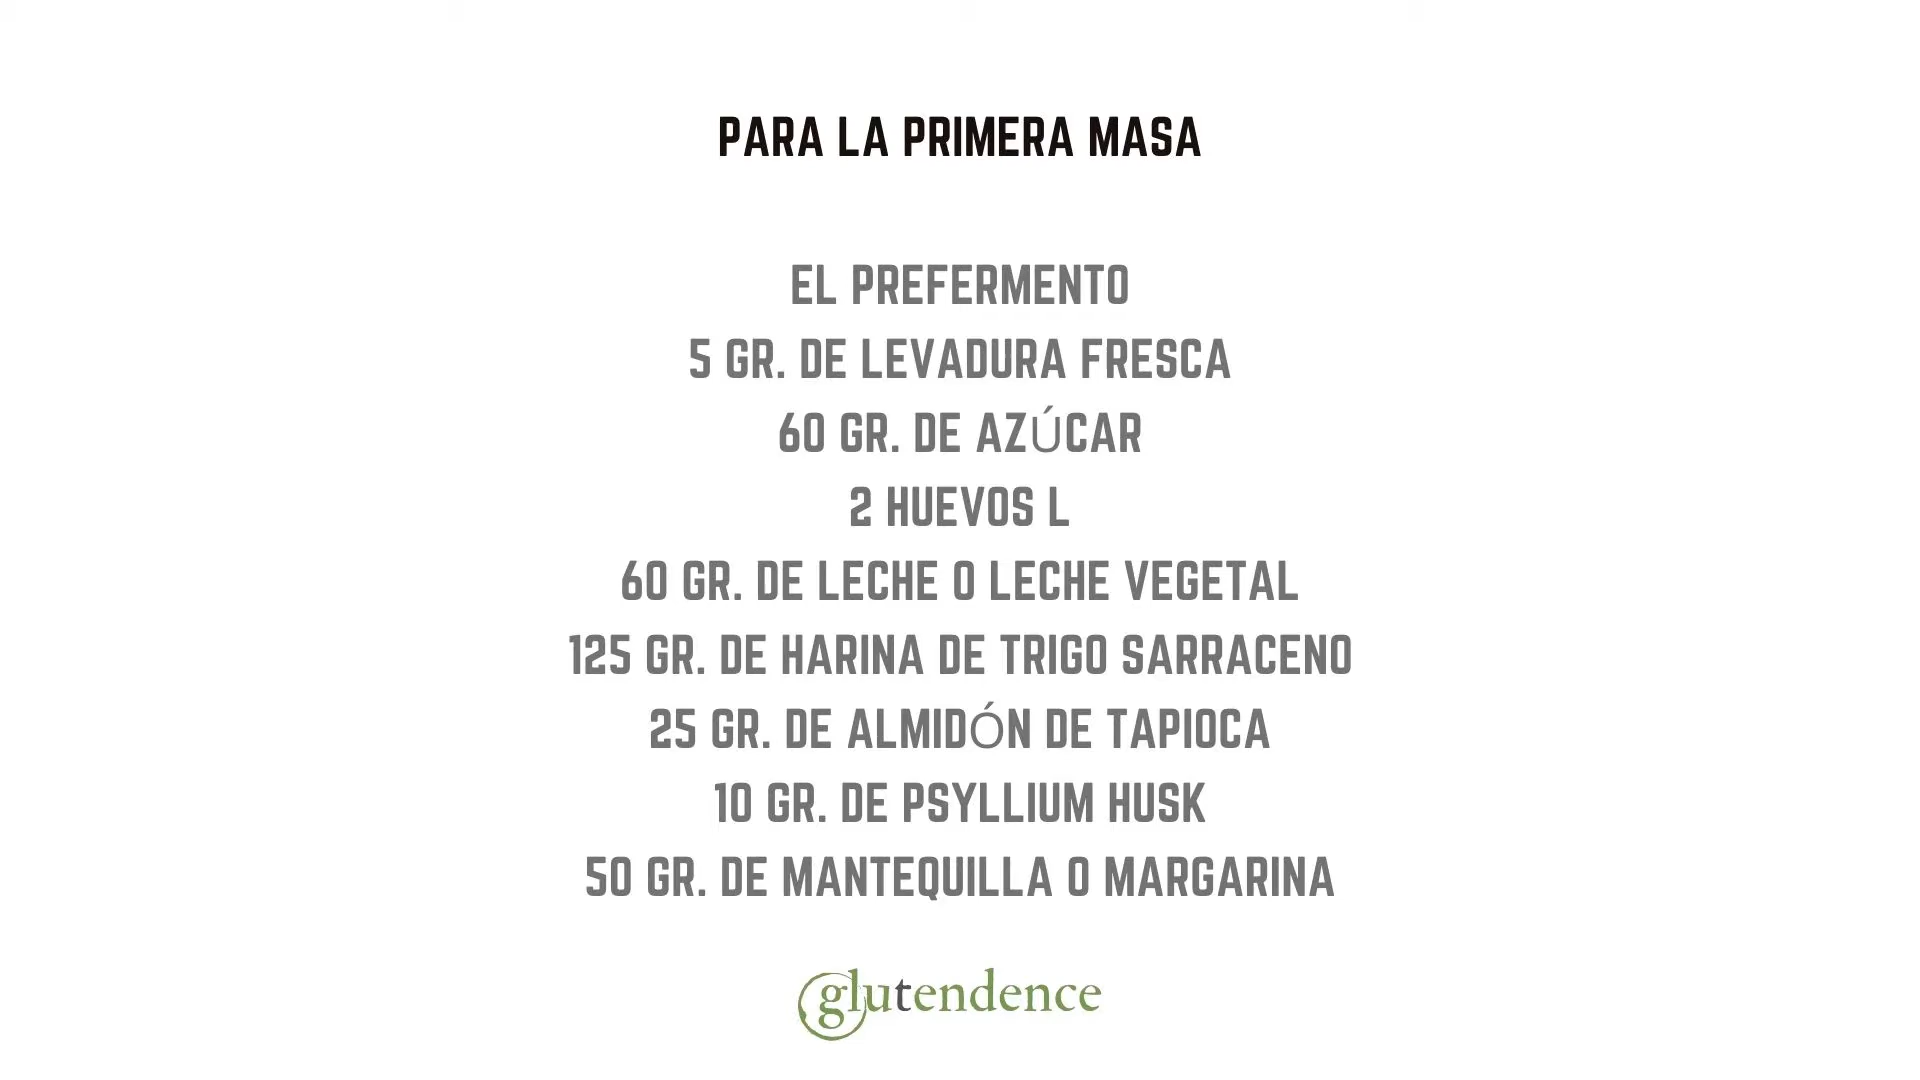 PARA LA PRIMERA MASA
EL PREFERMENTO
5 GR. DE LEVADURA FRESCA
60 GR. DE AZÚCAR
2 HUEVOS L
60 GR. DE LECHE O LECHE VEGETAL
125 GR. DE HARINA DE TRIGO SARRACENO
25 GR. DE ALMIDÓN DE TAPIOCA
10 GR. DE PSYLLIUM HUSK
50 GR. DE MANTEQUILLA O MARGARINA
glutendence